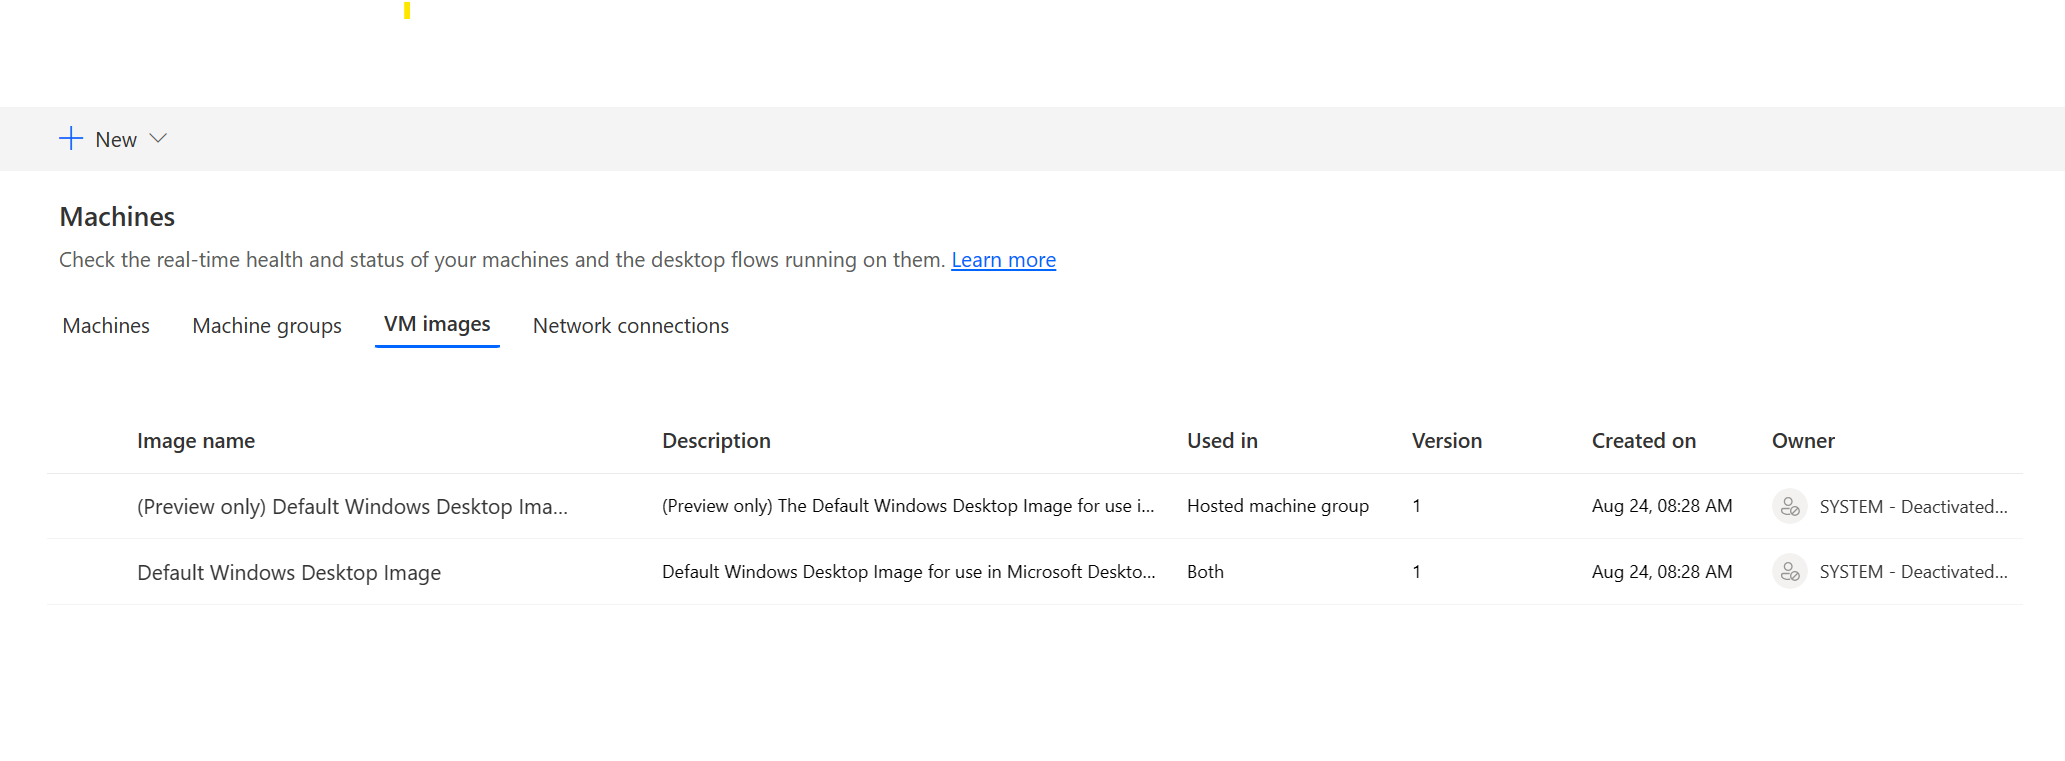 New
Machines
Check the real-time health and status of your machines and the desktop flows running on them. Learn more
Machines Machine groups VM images Network connections
Image name Description Used in Version Created on Owner
(Preview only) Default Windows Desktop Ima... (Preview only) The Default Windows Desktop Image for use i... Hosted machine group 1 Aug 24, 08:28 AM SYSTEM - Deactivated...
Default Windows Desktop Image Default Windows Desktop Image for use in Microsoft Deskto... Both 1 Aug 24, 08:28 AM SYSTEM - Deactivated...